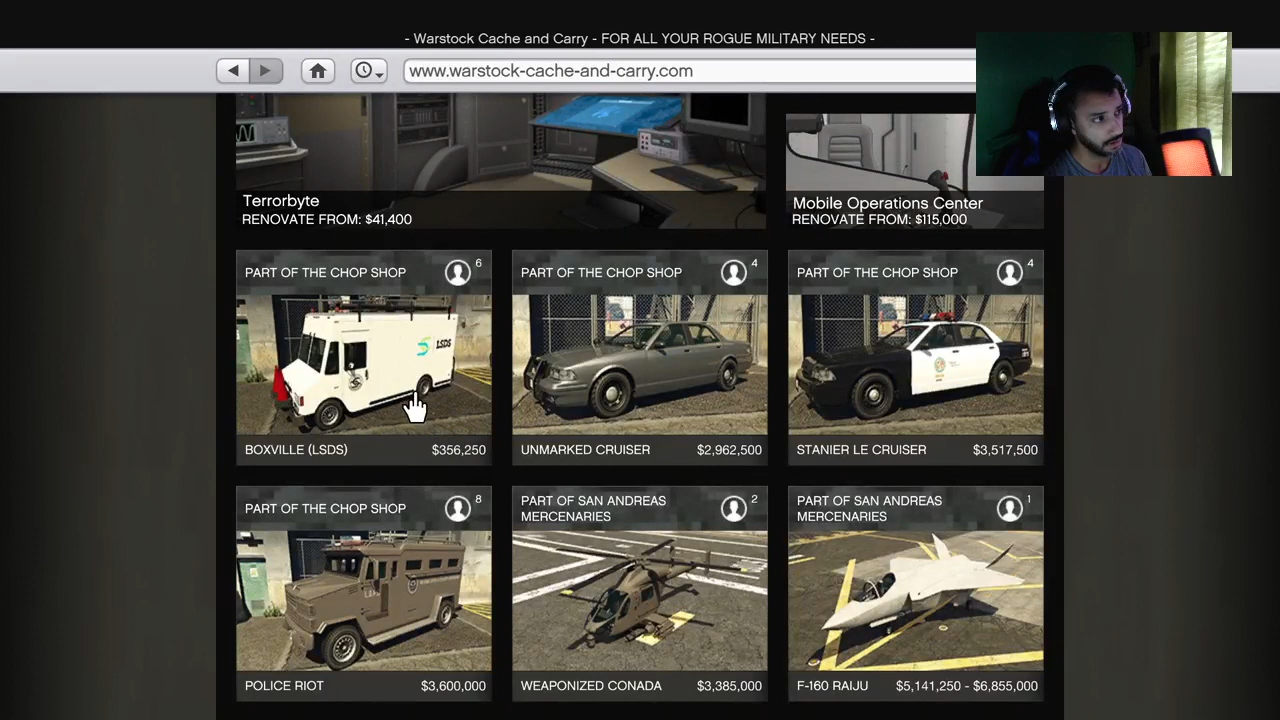 - Warstock Cache and Carry - FOR ALL YOUR ROGUE MILITARY NEEDS -
www.warstock-cache-and-carry.com
Terrorbyte
RENOVATE FROM: $41,400
Mobile Operations Center
RENOVATE FROM: $115,000
PART OF THE CHOP SHOP 6
LSDS
BOXVILLE (LSDS) $356,250
PART OF THE CHOP SHOP 4
UNMARKED CRUISER $2,962,500
PART OF THE CHOP SHOP 4
STANIER LE CRUISER $3,517,500
PART OF THE CHOP SHOP 8
POLICE RIOT $3,600,000
PART OF SAN ANDREAS
MERCENARIES 2
WEAPONIZED CONADA $3,385,000
PART OF SAN ANDREAS
MERCENARIES 1
F-160 RAIJU $5,141,250 - $6,855,000